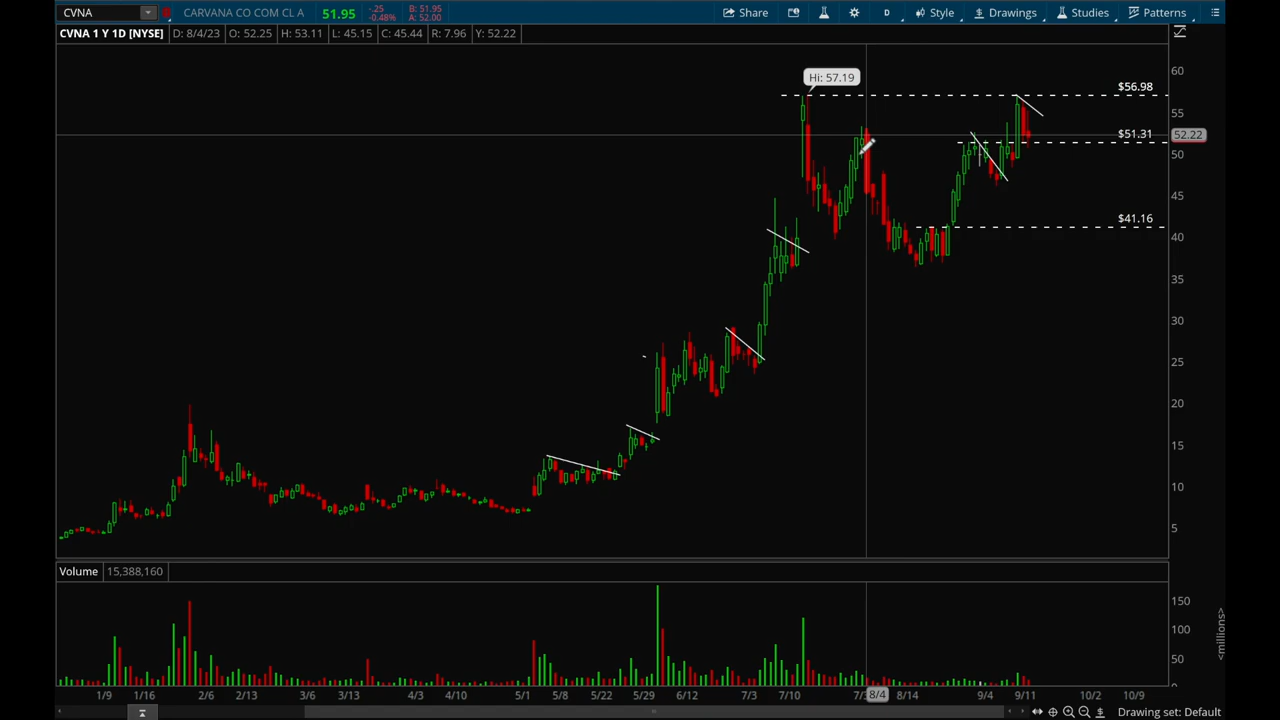 CVNA CARVANA CO COM CL A 51.95 -.25 -0.48% B: 51.95 A: 52.00 Share D Style Drawings Studies Patterns
CVNA 1 Y 1D [NYSE] D: 8/4/23 O: 52.25 H: 53.11 L: 45.15 C: 45.44 R: 7.96 Y: 52.22
Hi: 57.19
$56.98
$51.31
$41.16
60
55
52.22
50
45
40
35
30
25
20
15
10
5
Volume 15,388,160
150
100
50
0
<millions>
1/9 1/16 2/6 2/13 3/6 3/13 4/3 4/10 5/1 5/8 5/22 5/29 6/12 7/3 7/10 7/3 8/4 8/14 9/4 9/11 10/2 10/9
Drawing set: Default